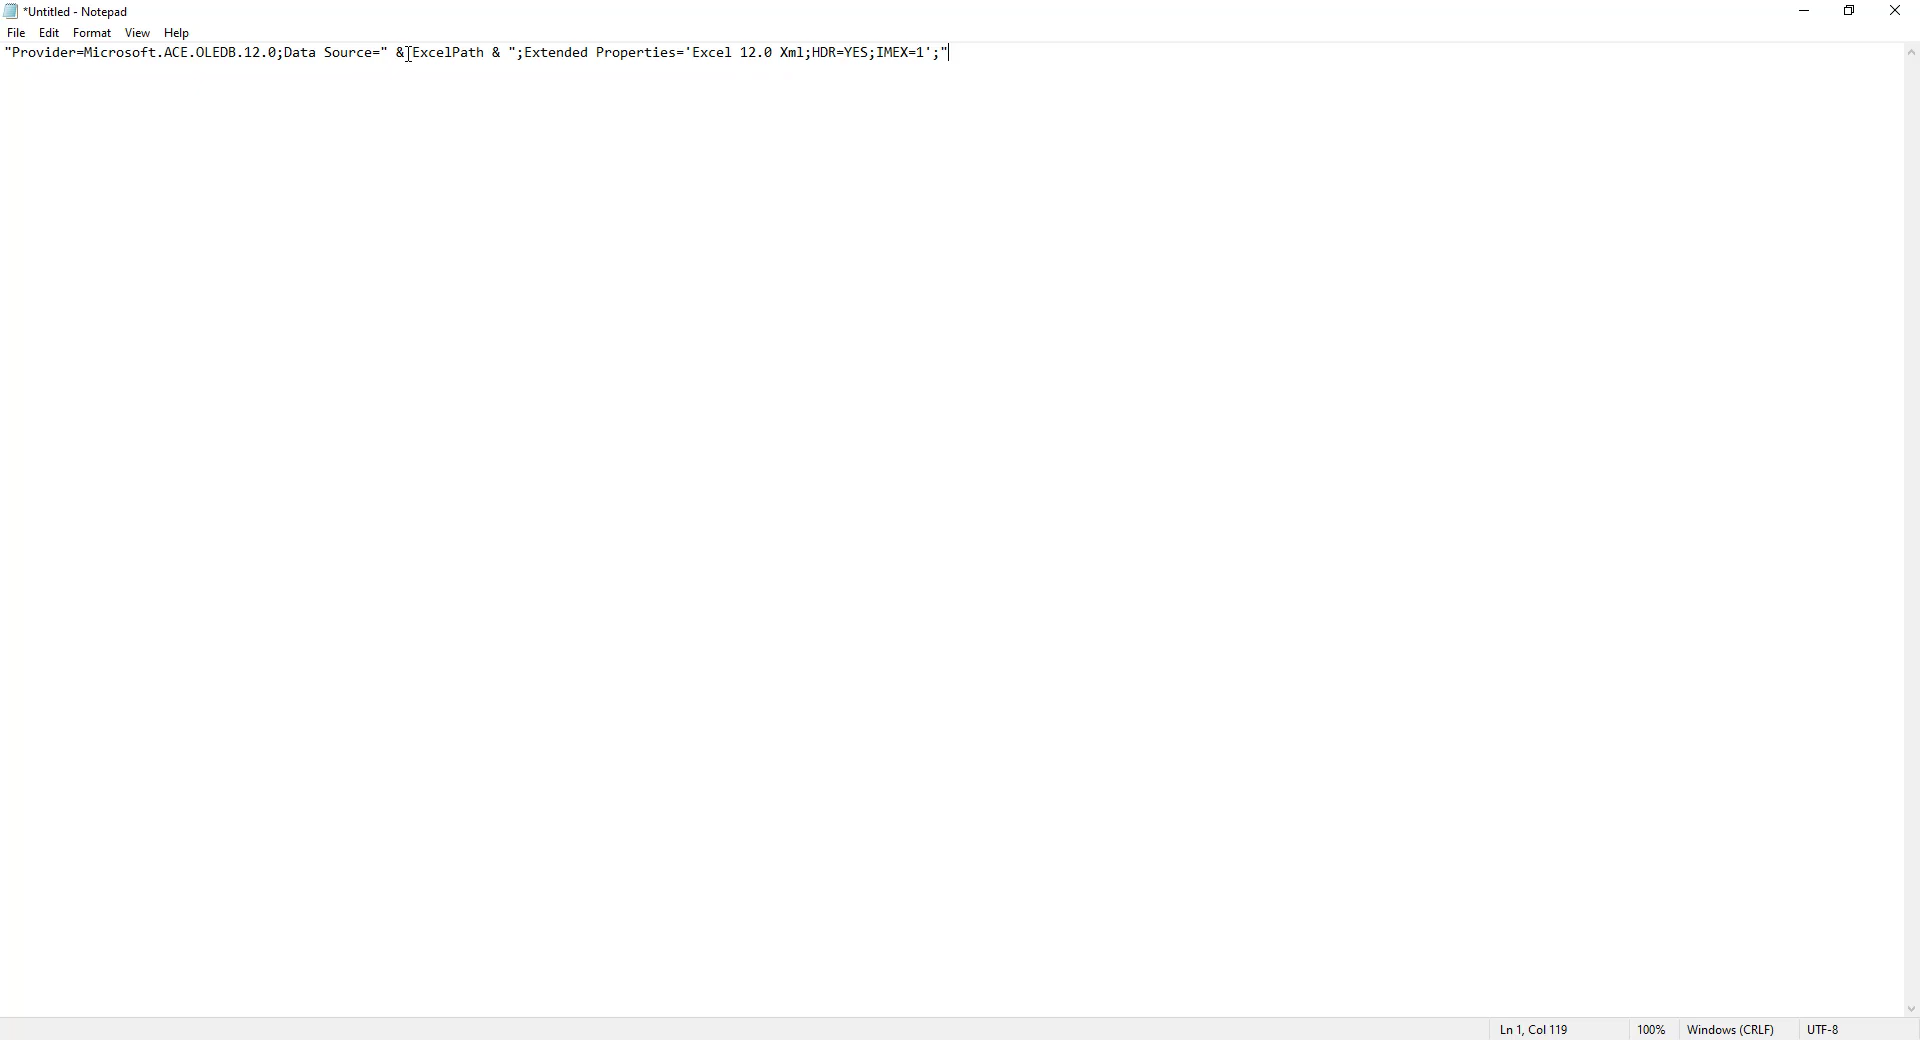 *Untitled - Notepad
File Edit Format View Help
"Provider=Microsoft.ACE.OLEDB.12.0;Data Source=" & ExcelPath & ";Extended Properties='Excel 12.0 Xml;HDR=YES;IMEX=1';"
Ln 1, Col 119 100% Windows (CRLF) UTF-8